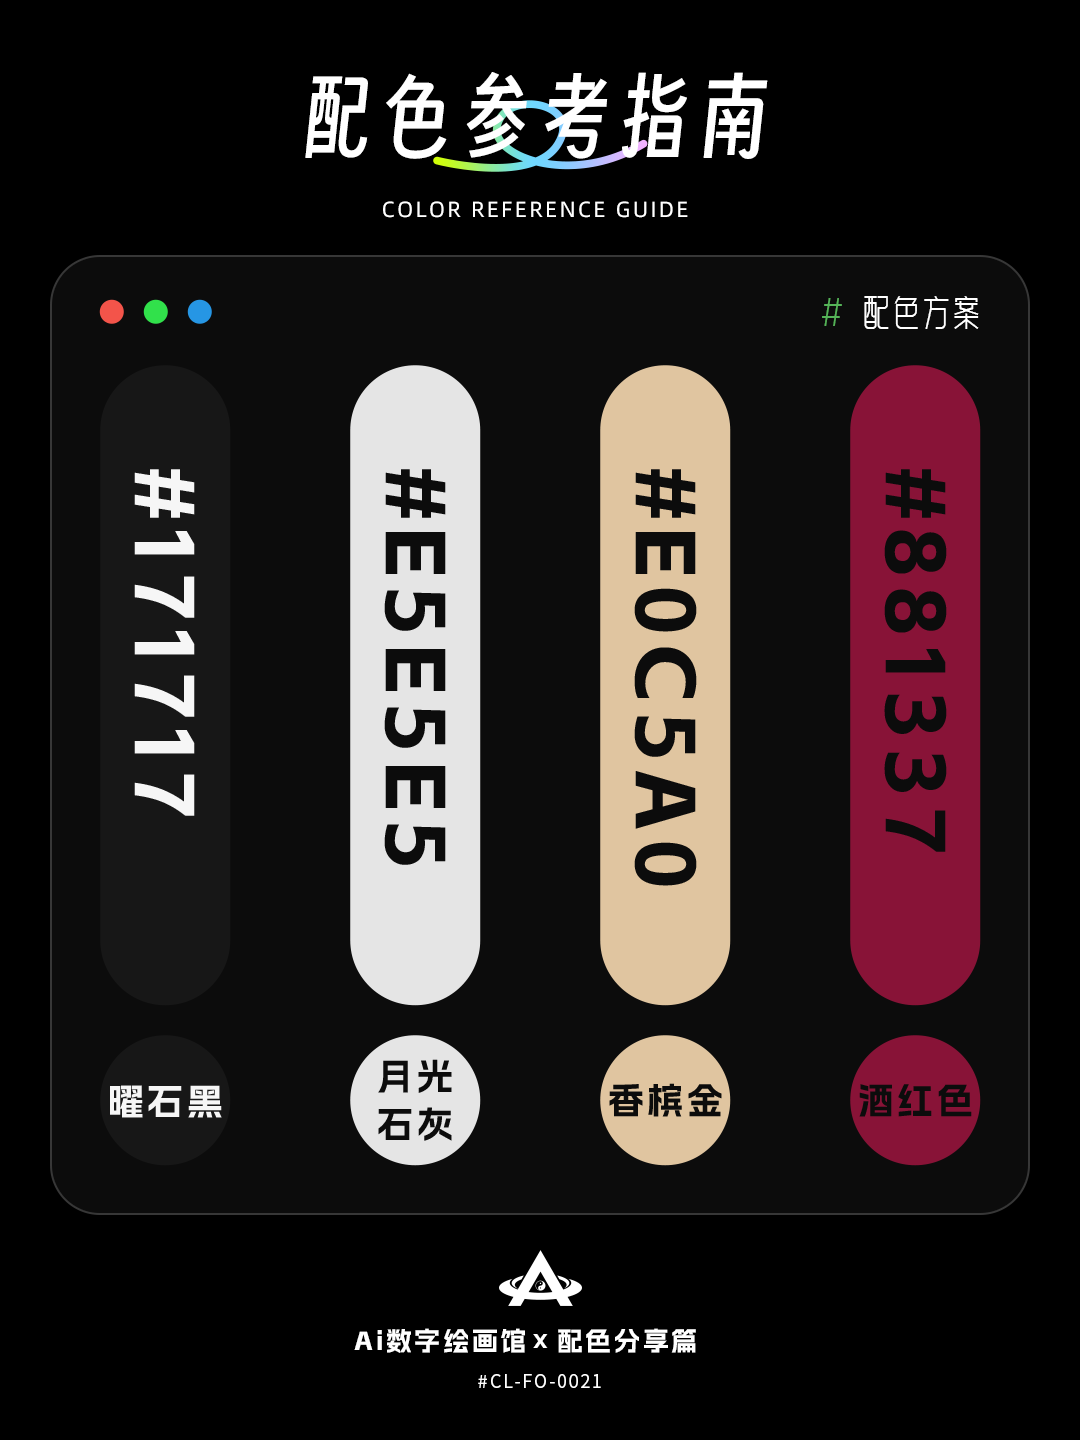 配色参考指南
COLOR REFERENCE GUIDE
# 配色方案
#171717
#E5E5E5
#E0C5A0
#881337
曜石黑
月光
石灰
香槟金
酒红色
Ai数字绘画馆 x 配色分享篇
#CL-FO-0021